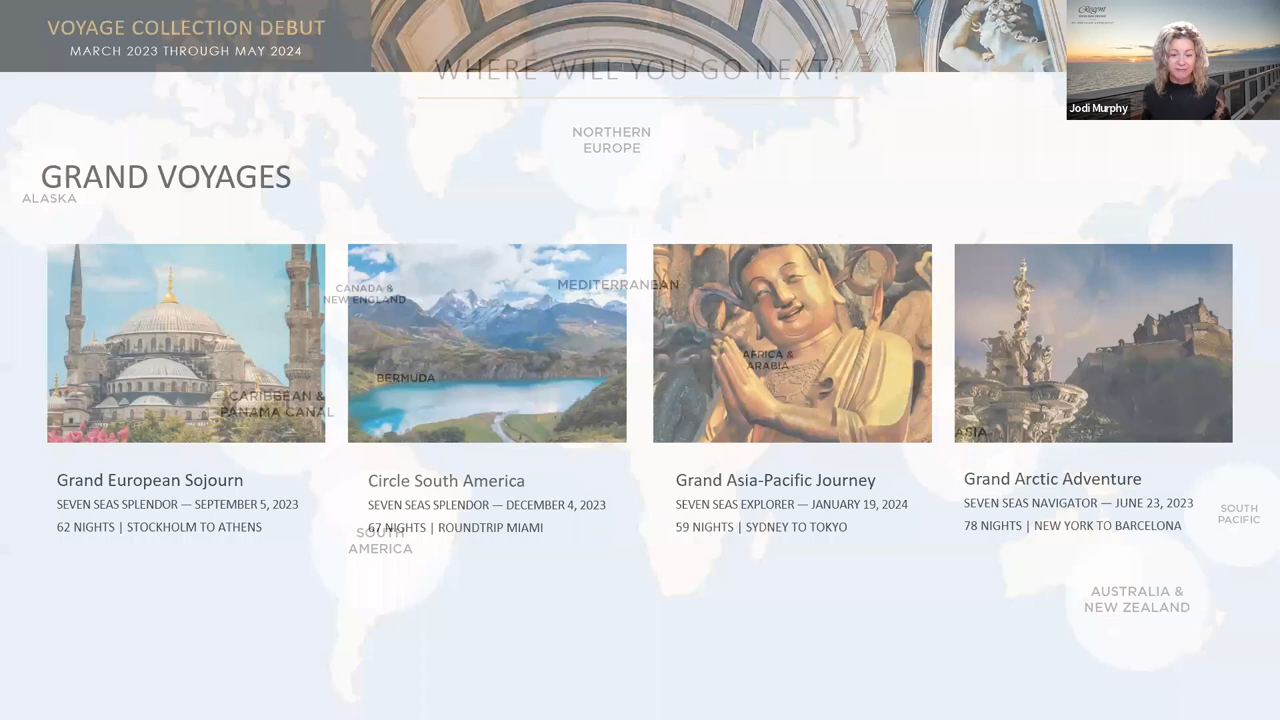 VOYAGE COLLECTION DEBUT
MARCH 2023 THROUGH MAY 2024
WHERE WILL YOU GO NEXT?
Regent
Jodi Murphy
NORTHERN
EUROPE
GRAND VOYAGES
ALASKA
CANADA &
NEW ENGLAND
MEDITERRANEAN
AFRICA &
ARABIA
BERMUDA
CARIBBEAN &
PANAMA CANAL
ASIA
Grand European Sojourn
SEVEN SEAS SPLENDOR — SEPTEMBER 5, 2023
62 NIGHTS | STOCKHOLM TO ATHENS
Circle South America
SEVEN SEAS SPLENDOR — DECEMBER 4, 2023
67 NIGHTS | ROUNDTRIP MIAMI
Grand Asia-Pacific Journey
SEVEN SEAS EXPLORER — JANUARY 19, 2024
59 NIGHTS | SYDNEY TO TOKYO
Grand Arctic Adventure
SEVEN SEAS NAVIGATOR — JUNE 23, 2023
78 NIGHTS | NEW YORK TO BARCELONA
SOUTH
AMERICA
SOUTH
PACIFIC
AUSTRALIA &
NEW ZEALAND